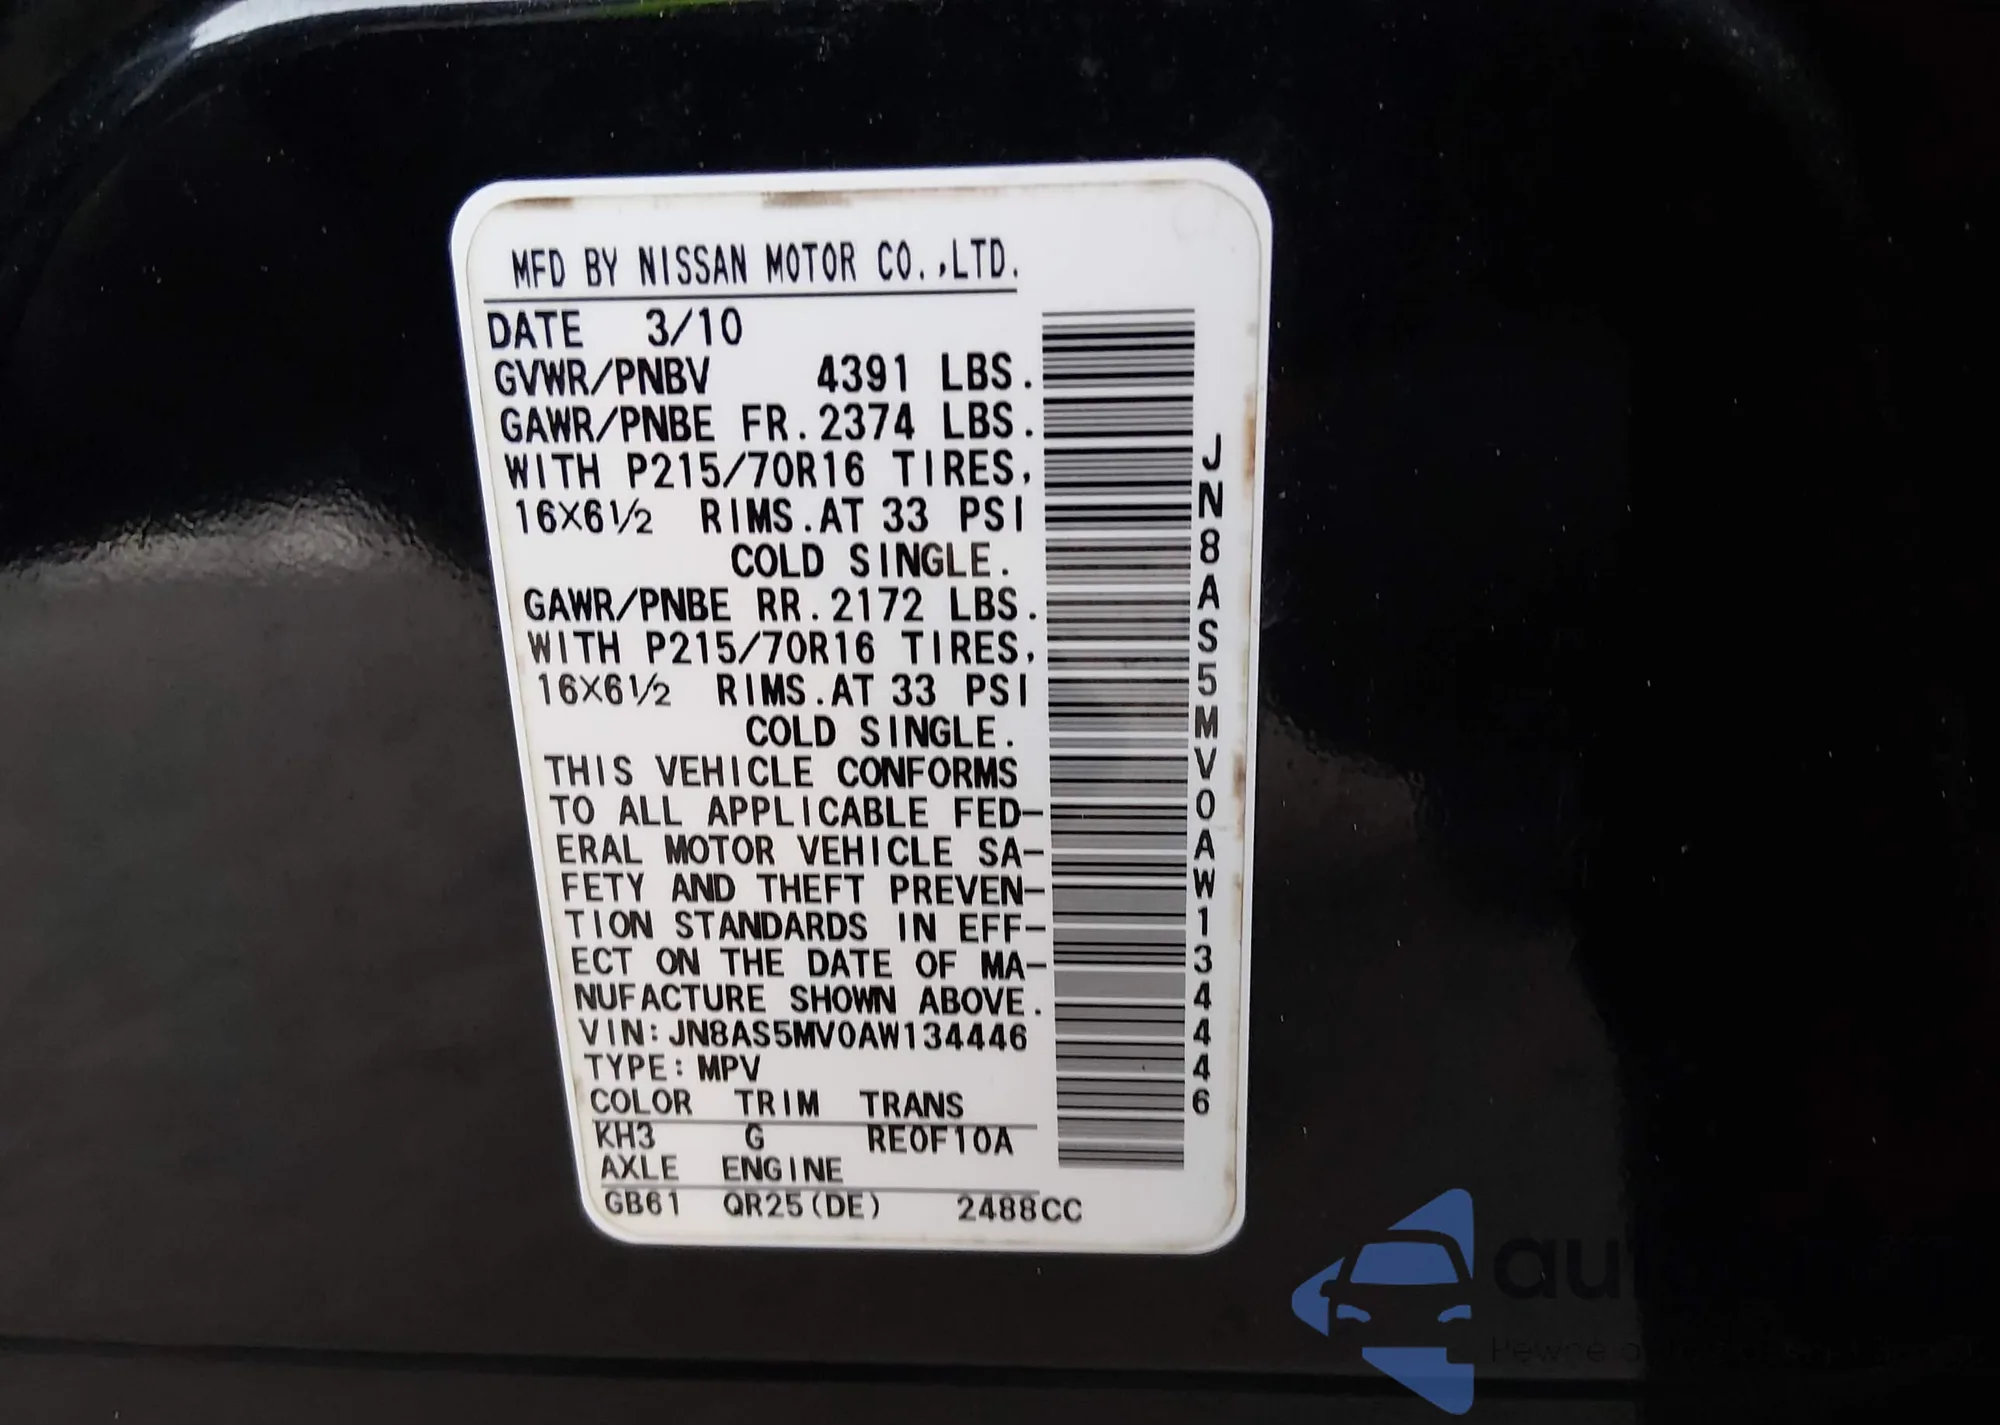 MFD BY NISSAN MOTOR CO.,LTD.
DATE 3/10
GVWR/PNBV 4391 LBS.
GAWR/PNBE FR.2374 LBS.
WITH P215/70R16 TIRES,
16X6½ RIMS.AT 33 PSI
COLD SINGLE.
GAWR/PNBE RR.2172 LBS.
WITH P215/70R16 TIRES,
16X6½ RIMS.AT 33 PSI
COLD SINGLE.
THIS VEHICLE CONFORMS
TO ALL APPLICABLE FED-
ERAL MOTOR VEHICLE SA-
FETY AND THEFT PREVEN-
TION STANDARDS IN EFF-
ECT ON THE DATE OF MA-
NUFACTURE SHOWN ABOVE.
VIN:JN8AS5MV0AW134446
TYPE:MPV
COLOR TRIM TRANS
KH3 G RE0F10A
AXLE ENGINE
GB61 QR25(DE) 2488CC
JN8AS5MV0AW134446